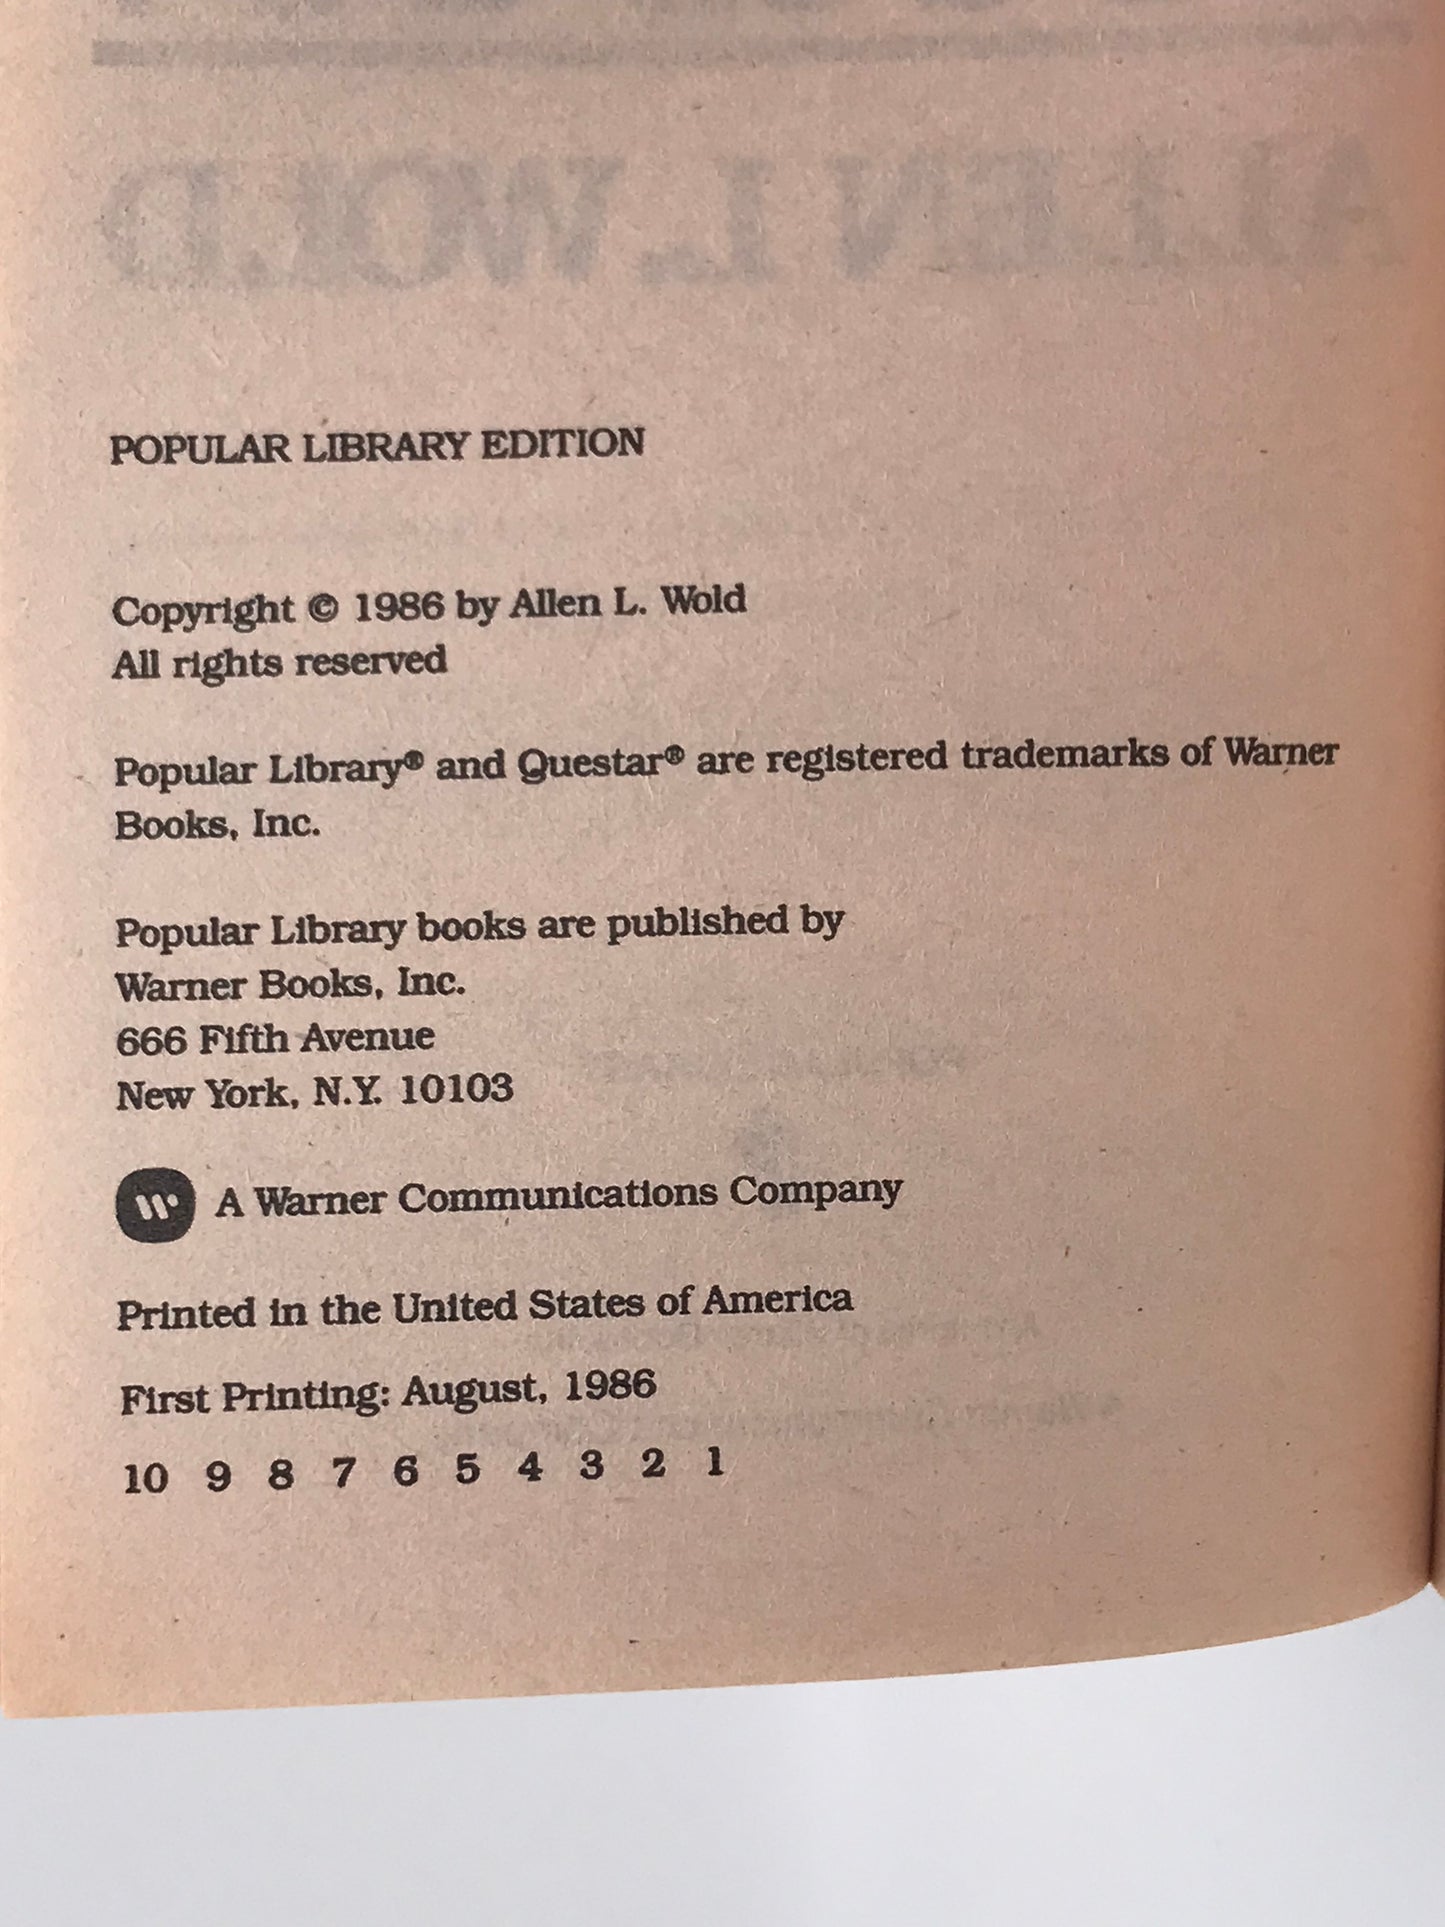 ALLEN L. WOLD
POPULAR LIBRARY EDITION
Copyright © 1986 by Allen L. Wold
All rights reserved
Popular Library® and Questar® are registered trademarks of Warner
Books, Inc.
Popular Library books are published by
Warner Books, Inc.
666 Fifth Avenue
New York, N.Y. 10103
W A Warner Communications Company
Printed in the United States of America
First Printing: August, 1986
10 9 8 7 6 5 4 3 2 1